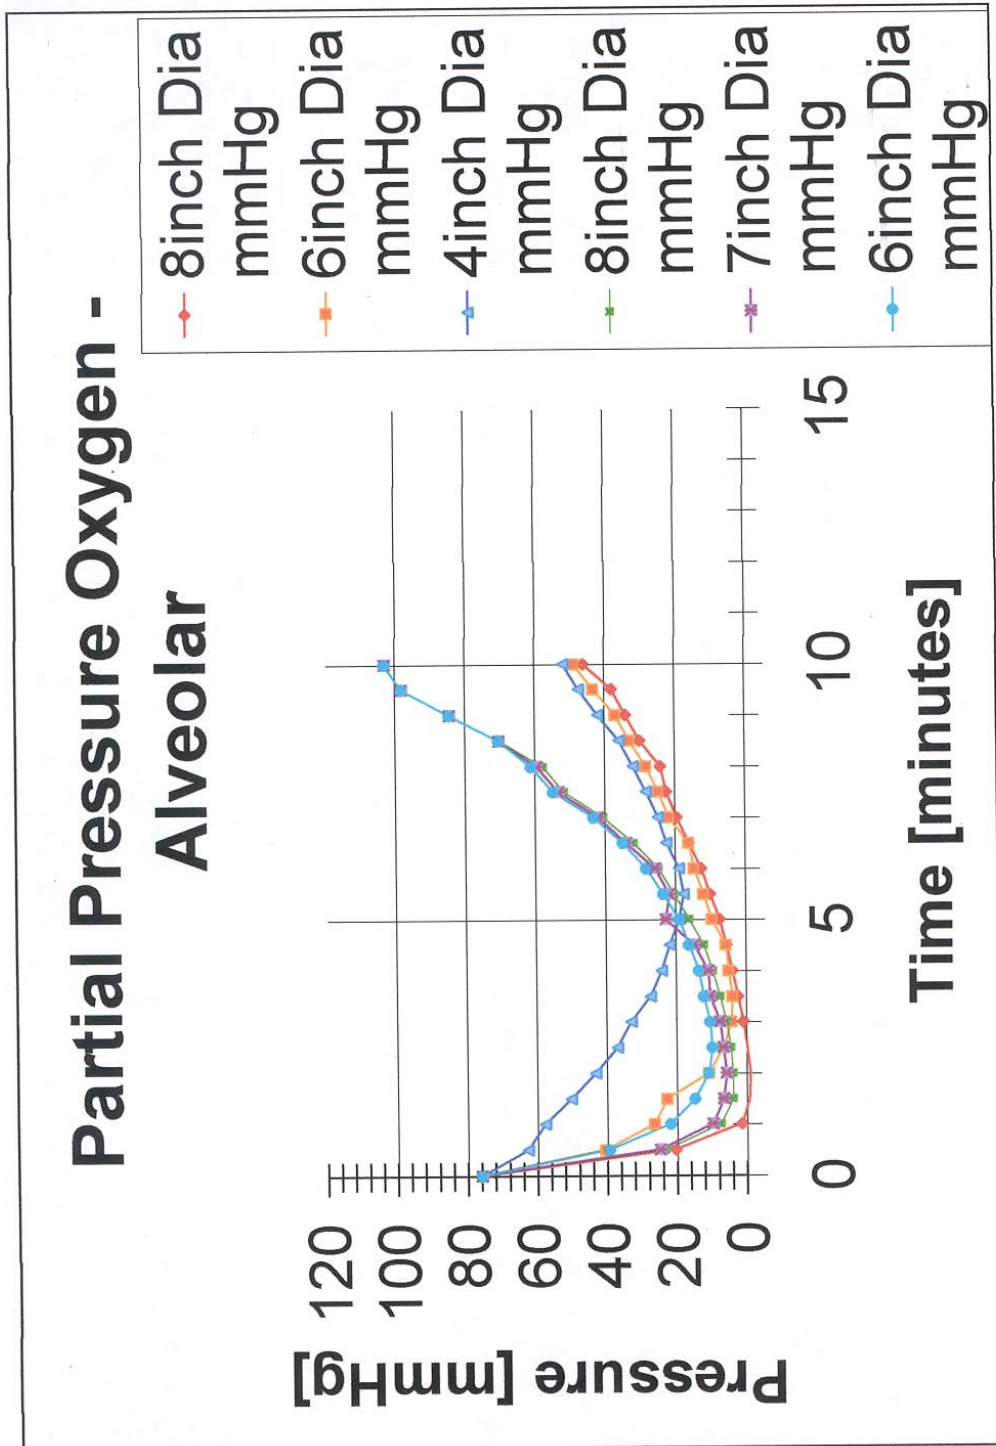 Partial Pressure Oxygen -
Alveolar
120
100
80
60
40
20
0
Pressure [mmHg]
0
5
10
15
Time [minutes]
8inch Dia
mmHg
6inch Dia
mmHg
4inch Dia
mmHg
8inch Dia
mmHg
7inch Dia
mmHg
6inch Dia
mmHg